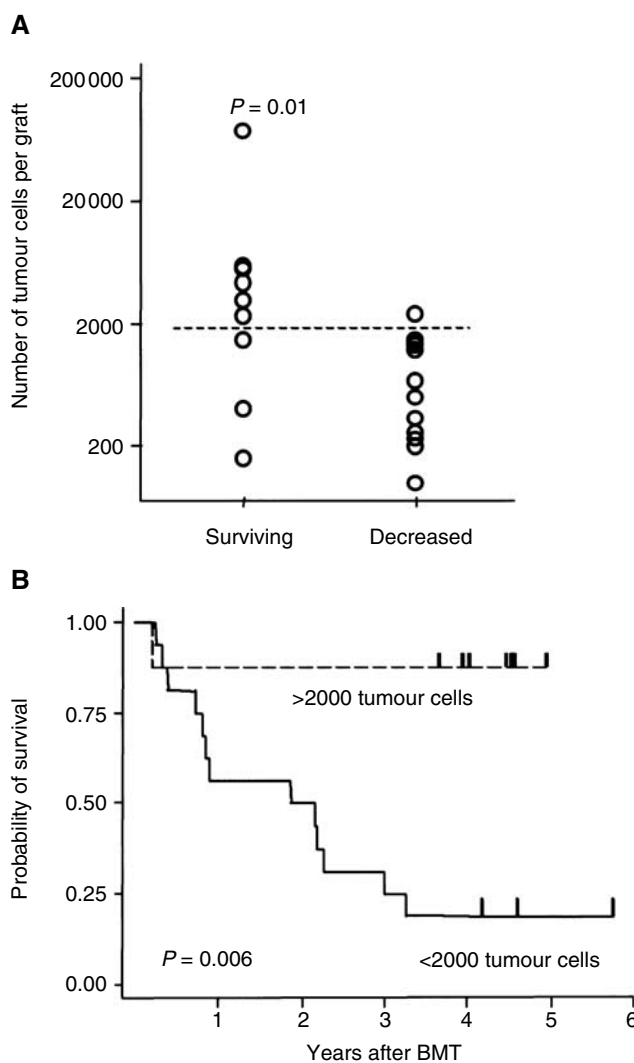 A
Number of tumour cells per graft
200 000
20 000
2000
200
P = 0.01
Surviving
Decreased
B
Probability of survival
1.00
0.75
0.50
0.25
0.00
>2000 tumour cells
P = 0.006
<2000 tumour cells
1
2
3
4
5
6
Years after BMT